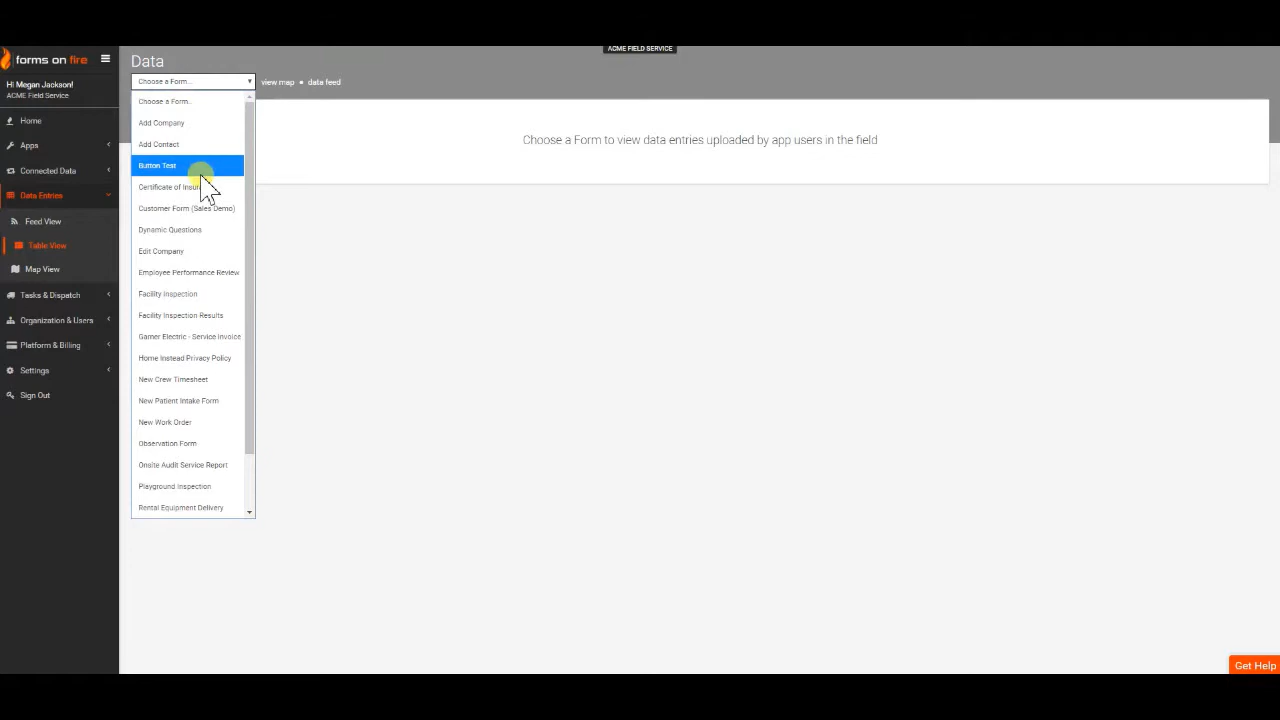 ACME FIELD SERVICE
forms on fire
Hi Megan Jackson!
ACME Field Service
Home
Apps
Connected Data
Data Entries
Feed View
Table View
Map View
Tasks & Dispatch
Organization & Users
Platform & Billing
Settings
Sign Out
Data
Choose a Form...
view map
data feed
Choose a Form...
Add Company
Add Contact
Button Test
Certificate of
Customer Form (Sales Demo)
Dynamic Questions
Edit Company
Employee Performance Review
Facility Inspection
Facility Inspection Results
Garner Electric - Service Invoice
Home Instead Privacy Policy
New Crew Timesheet
New Patient Intake Form
New Work Order
Observation Form
Onsite Audit Service Report
Playground Inspection
Rental Equipment Delivery
Choose a Form to view data entries uploaded by app users in the field
Get Help